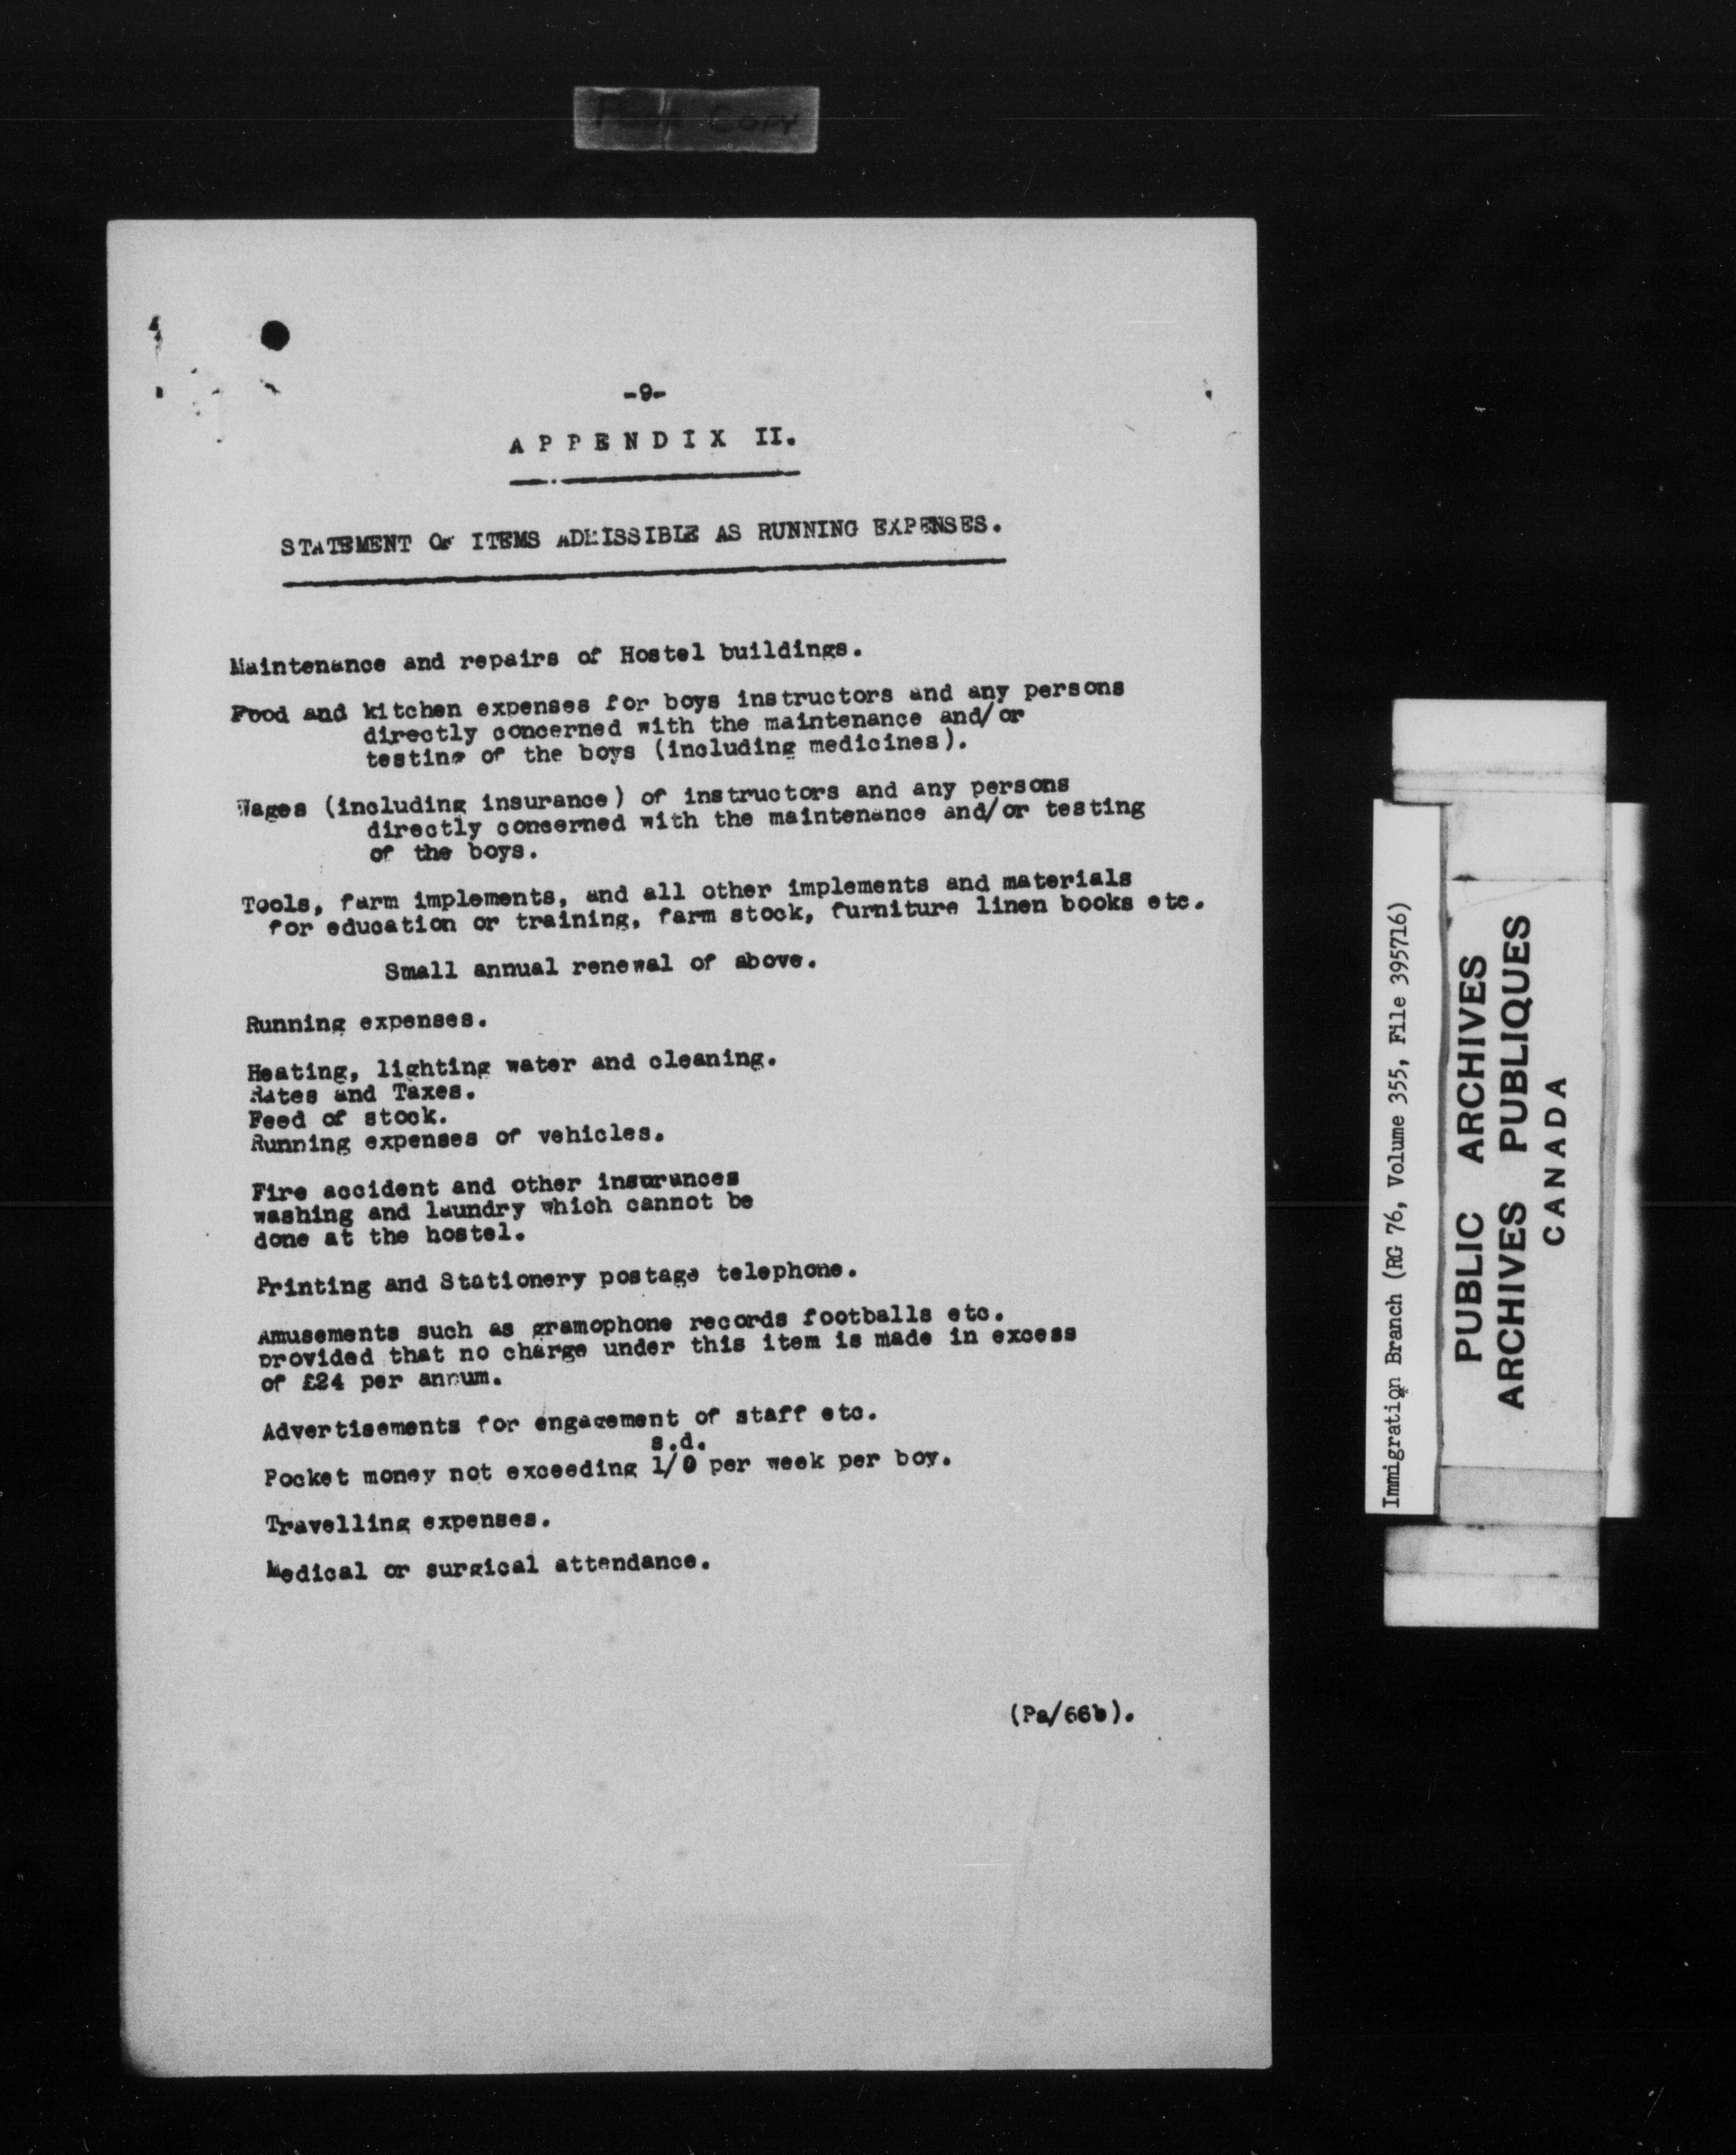 Poor Copy
-9-
A P P E N D I X II.
STATEMENT OF ITEMS ADMISSIBLE AS RUNNING EXPENSES.
Maintenance and repairs of Hostel buildings.
Food and kitchen expenses for boys instructors and any persons
directly concerned with the maintenance and/or
testing of the boys (including medicines).
Wages (including insurance) of instructors and any persons
directly concerned with the maintenance and/or testing
of the boys.
Tools, farm implements, and all other implements and materials
for education or training, farm stock, furniture linen books etc.
Small annual renewal of above.
Running expenses.
Heating, lighting water and cleaning.
Rates and Taxes.
Feed of stock.
Running expenses of vehicles.
Fire accident and other insurances
washing and laundry which cannot be
done at the hostel.
Printing and Stationery postage telephone.
Amusements such as gramophone records footballs etc.
provided that no charge under this item is made in excess
of £24 per annum.
Advertisements for engagement of staff etc.
s.d.
Pocket money not exceeding 1/0 per week per boy.
Travelling expenses.
Medical or surgical attendance.
(Pa/66b).
Immigration Branch (RG 76, Volume 355, File 395716)
PUBLIC ARCHIVES
ARCHIVES PUBLIQUES
CANADA